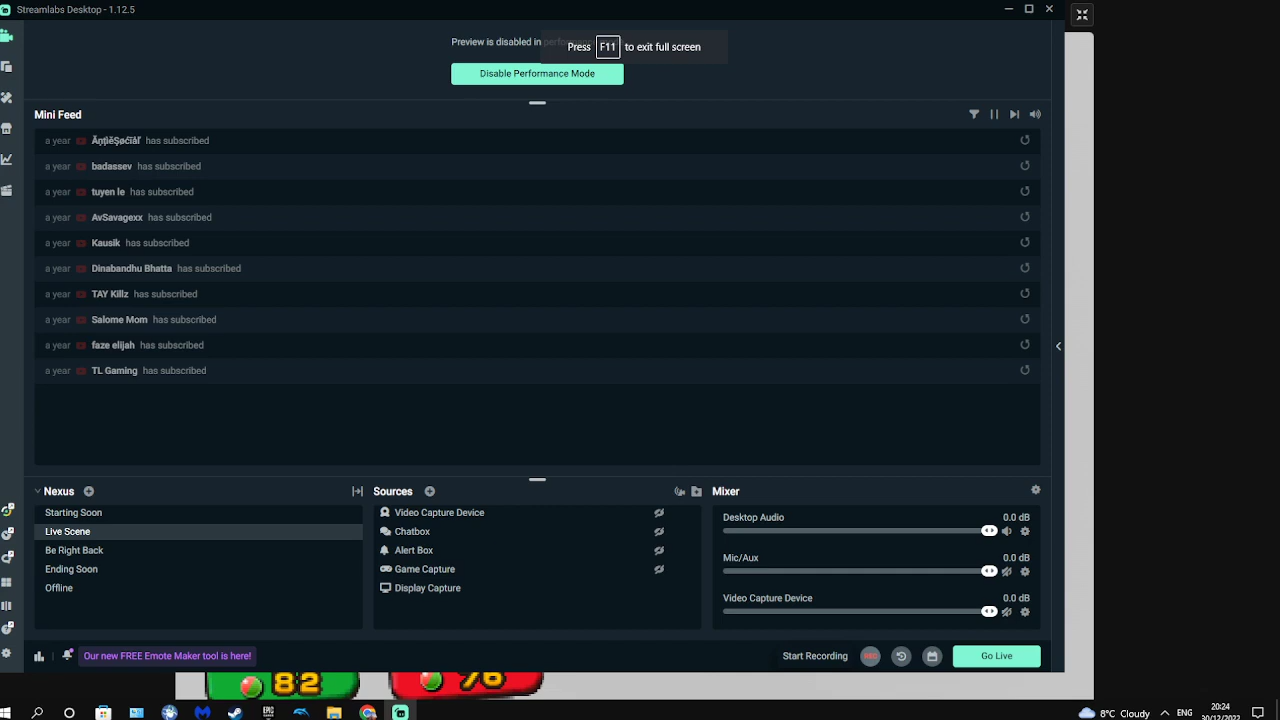 Streamlabs Desktop - 1.12.5
Preview is disabled in
Press F11 to exit full screen
Disable Performance Mode
Mini Feed
a year badassev has subscribed
a year tuyen le has subscribed
a year AvSavagexx has subscribed
a year Kausik has subscribed
a year Dinabandhu Bhatta has subscribed
a year TAY Killz has subscribed
a year Salome Mom has subscribed
a year faze elijah has subscribed
a year TL Gaming has subscribed
Nexus
Starting Soon
Live Scene
Be Right Back
Ending Soon
Offline
Sources
Video Capture Device
Chatbox
Alert Box
Game Capture
Display Capture
Mixer
Desktop Audio 0.0 dB
Mic/Aux 0.0 dB
Video Capture Device 0.0 dB
Our new FREE Emote Maker tool is here!
Start Recording
REC
Go Live
82
76
EPIC
8°C Cloudy
ENG
20:24
30/12/2022